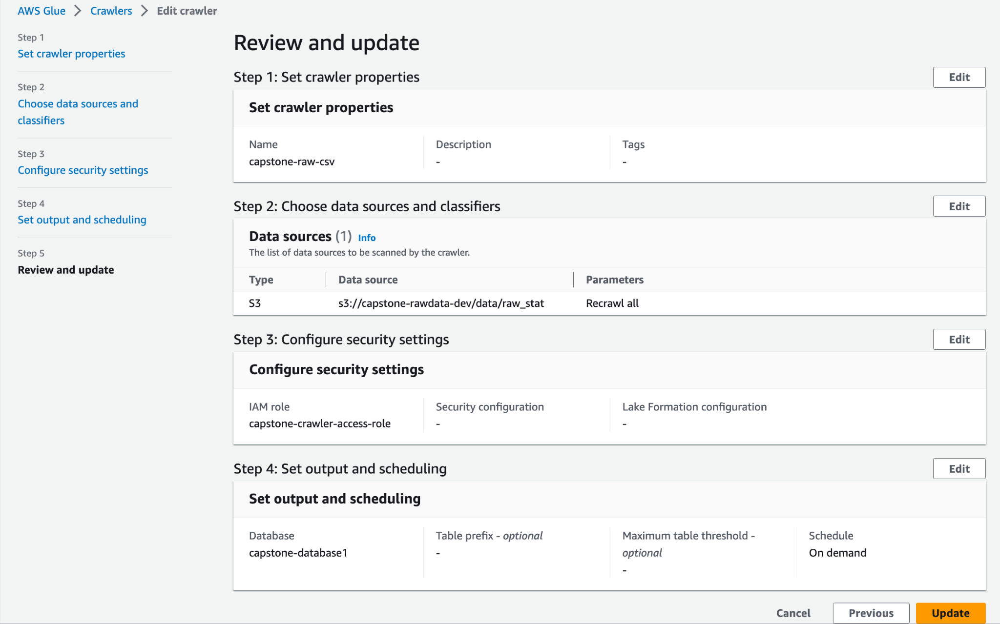 AWS Glue > Crawlers > Edit crawler
Step 1
Set crawler properties
Step 2
Choose data sources and
classifiers
Step 3
Configure security settings
Step 4
Set output and scheduling
Step 5
Review and update
Review and update
Step 1: Set crawler properties
Edit
Set crawler properties
Name
capstone-raw-csv
Description
-
Tags
-
Step 2: Choose data sources and classifiers
Edit
Data sources (1) Info
The list of data sources to be scanned by the crawler.
Type Data source Parameters
S3 s3://capstone-rawdata-dev/data/raw_stat Recrawl all
Step 3: Configure security settings
Edit
Configure security settings
IAM role
capstone-crawler-access-role
Security configuration
-
Lake Formation configuration
-
Step 4: Set output and scheduling
Edit
Set output and scheduling
Database
capstone-database1
Table prefix - optional
-
Maximum table threshold -
optional
-
Schedule
On demand
Cancel
Previous
Update